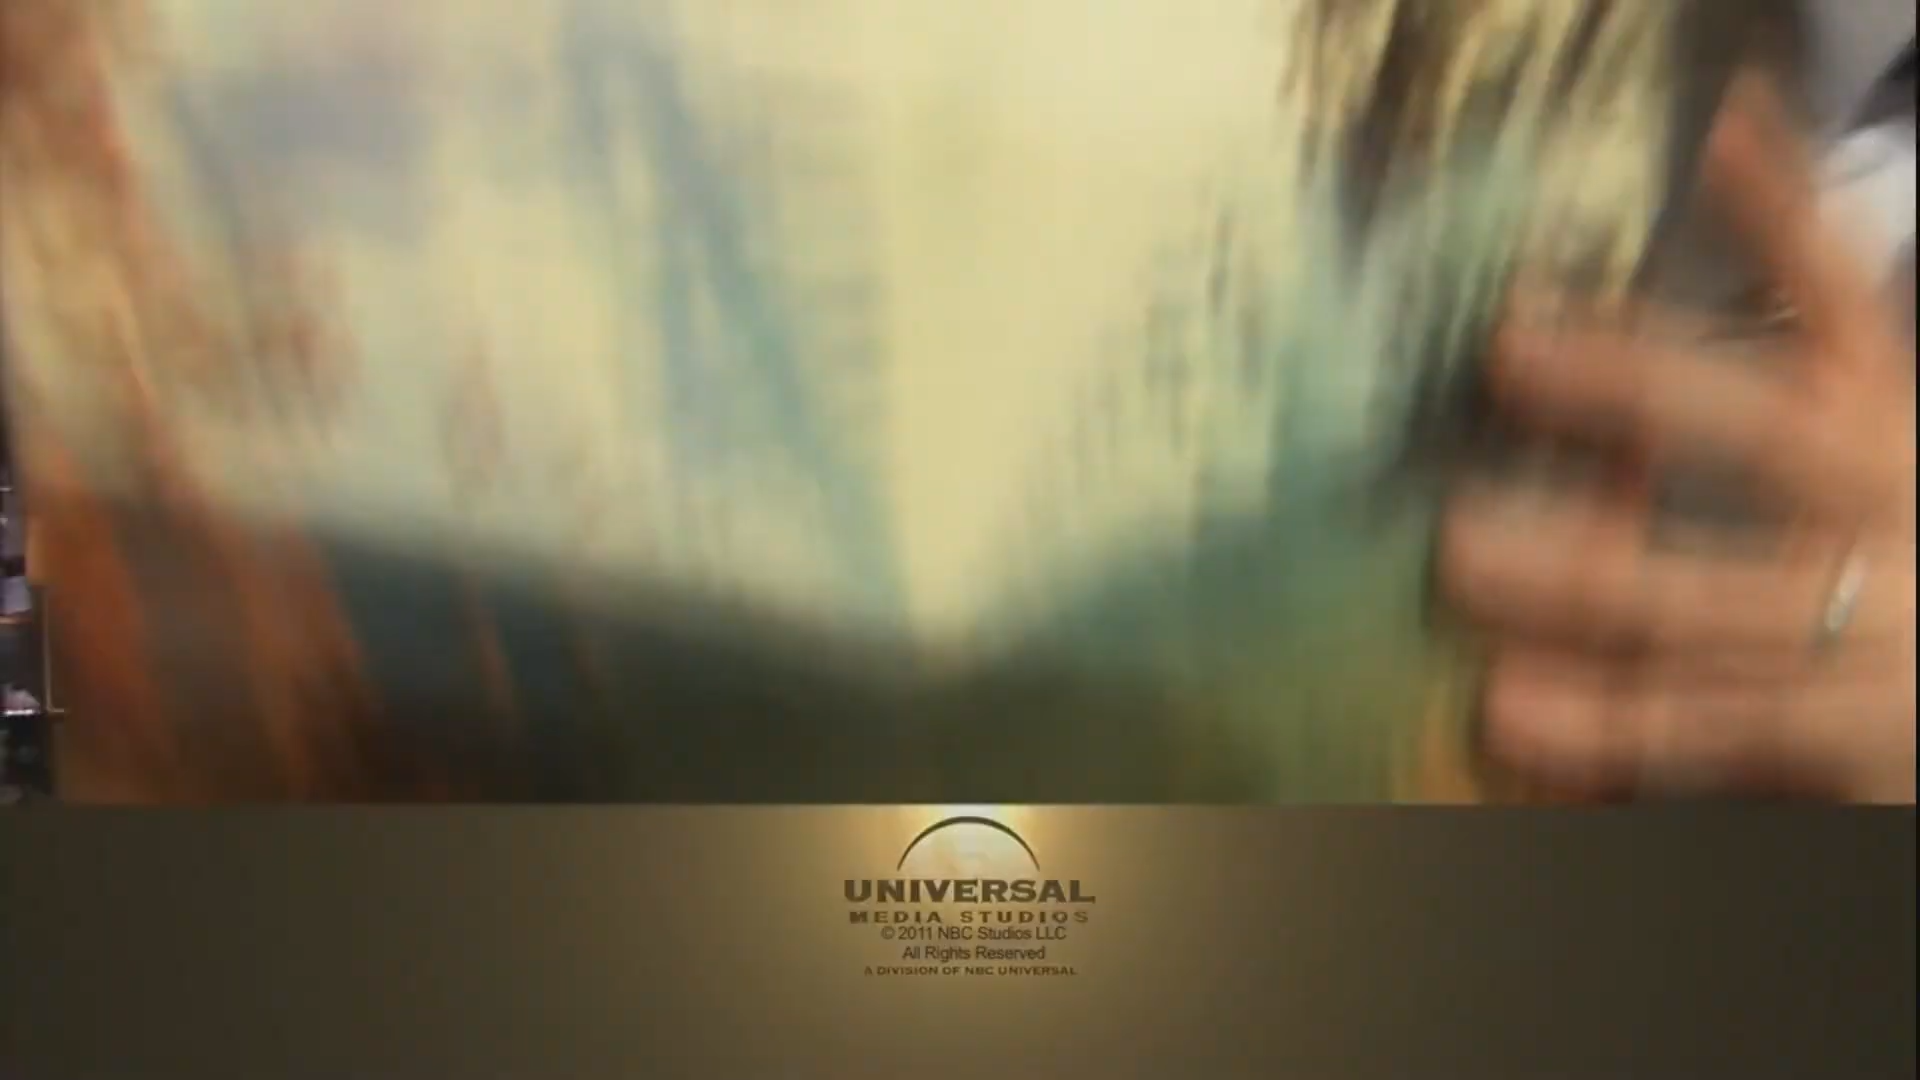 UNIVERSAL
MEDIA STUDIOS
© 2011 NBC Studios LLC
All Rights Reserved
A DIVISION OF NBC UNIVERSAL